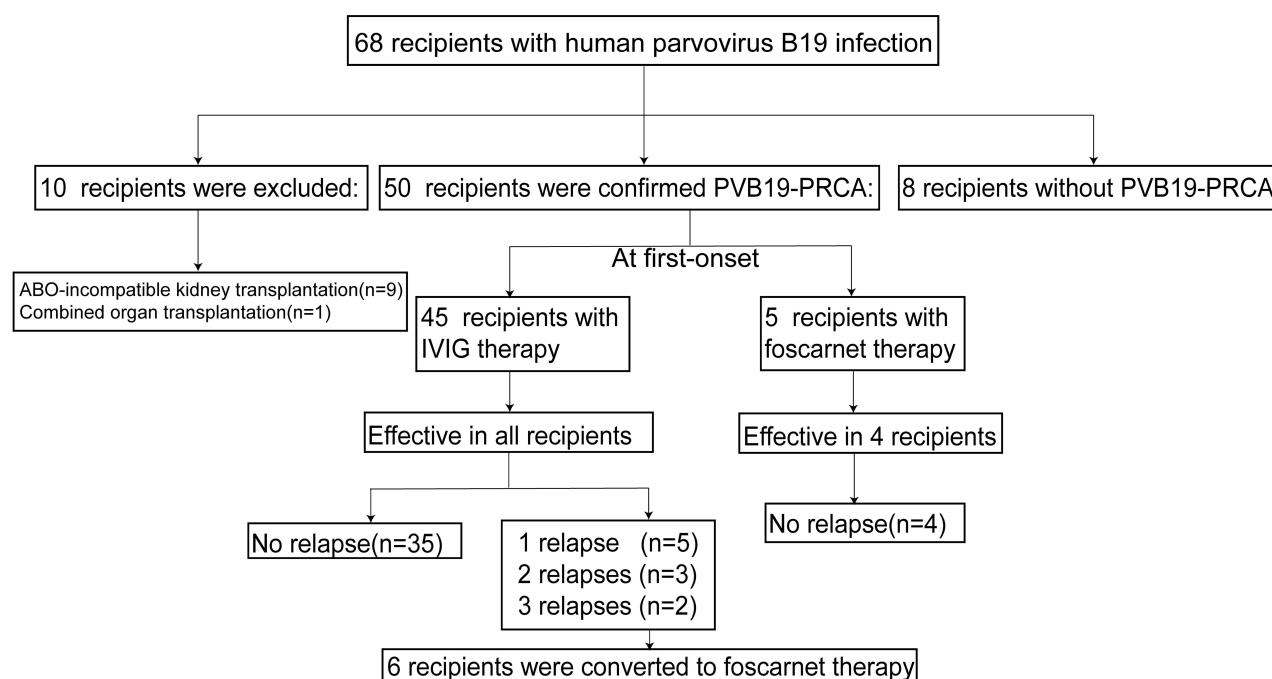 68 recipients with human parvovirus B19 infection
10 recipients were excluded:
50 recipients were confirmed PVB19-PRCA:
8 recipients without PVB19-PRCA
ABO-incompatible kidney transplantation(n=9)
Combined organ transplantation(n=1)
At first-onset
45 recipients with
IVIG therapy
5 recipients with
foscarnet therapy
Effective in all recipients
Effective in 4 recipients
No relapse(n=35)
1 relapse (n=5)
2 relapses (n=3)
3 relapses (n=2)
No relapse(n=4)
6 recipients were converted to foscarnet therapy